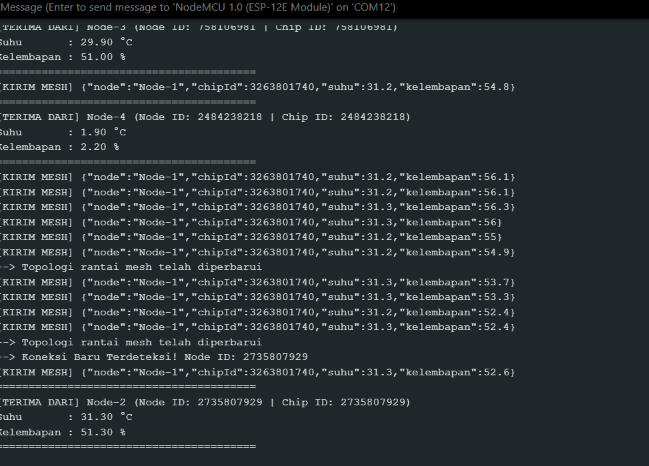 Message (Enter to send message to 'NodeMCU 1.0 (ESP-12E Module)' on 'COM12')
[TERIMA DARI] Node-3 (Node ID: 758106981 | Chip ID: 758106981)
Suhu       : 29.90 °C
Kelembapan : 51.00 %
=======================================
[KIRIM MESH] {"node":"Node-1","chipId":3263801740,"suhu":31.2,"kelembapan":54.8}
=======================================
[TERIMA DARI] Node-4 (Node ID: 2484238218 | Chip ID: 2484238218)
Suhu       : 1.90 °C
Kelembapan : 2.20 %
=======================================
[KIRIM MESH] {"node":"Node-1","chipId":3263801740,"suhu":31.2,"kelembapan":56.1}
[KIRIM MESH] {"node":"Node-1","chipId":3263801740,"suhu":31.2,"kelembapan":56.1}
[KIRIM MESH] {"node":"Node-1","chipId":3263801740,"suhu":31.3,"kelembapan":56.3}
[KIRIM MESH] {"node":"Node-1","chipId":3263801740,"suhu":31.3,"kelembapan":56}
[KIRIM MESH] {"node":"Node-1","chipId":3263801740,"suhu":31.2,"kelembapan":55}
[KIRIM MESH] {"node":"Node-1","chipId":3263801740,"suhu":31.2,"kelembapan":54.9}
--> Topologi rantai mesh telah diperbarui
[KIRIM MESH] {"node":"Node-1","chipId":3263801740,"suhu":31.3,"kelembapan":53.7}
[KIRIM MESH] {"node":"Node-1","chipId":3263801740,"suhu":31.3,"kelembapan":53.3}
[KIRIM MESH] {"node":"Node-1","chipId":3263801740,"suhu":31.2,"kelembapan":52.4}
[KIRIM MESH] {"node":"Node-1","chipId":3263801740,"suhu":31.3,"kelembapan":52.4}
--> Topologi rantai mesh telah diperbarui
--> Koneksi Baru Terdeteksi! Node ID: 2735807929
[KIRIM MESH] {"node":"Node-1","chipId":3263801740,"suhu":31.3,"kelembapan":52.6}
=======================================
[TERIMA DARI] Node-2 (Node ID: 2735807929 | Chip ID: 2735807929)
Suhu       : 31.30 °C
Kelembapan : 51.30 %
=======================================